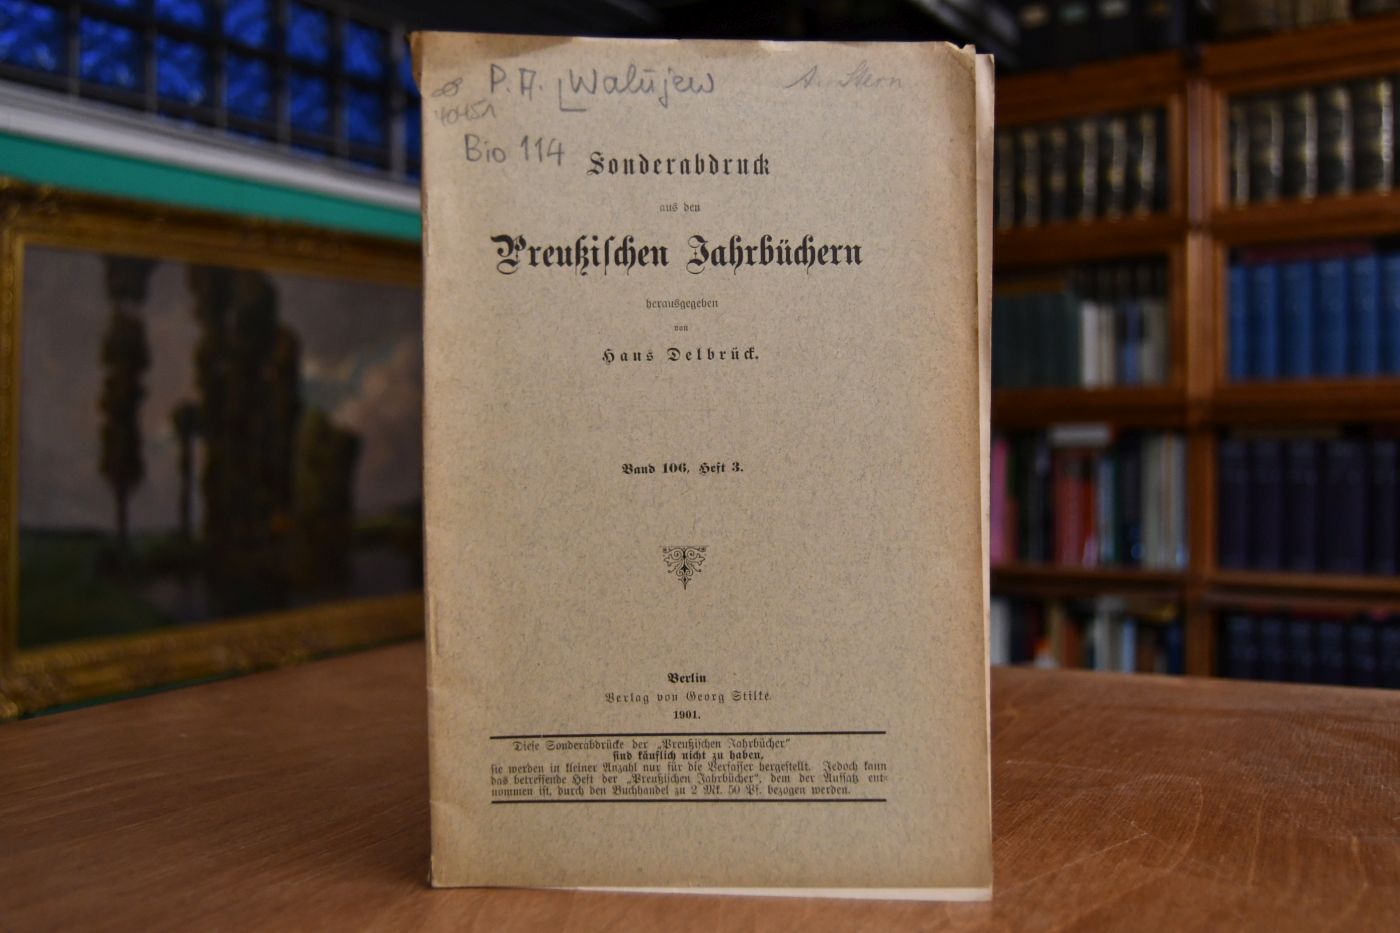 P. A. Walujew
A. Stern
40451
Bio 114
Sonderabdruck
aus den
Preußischen Jahrbüchern
herausgegeben
von
Hans Delbrück.
Band 106, Heft 3.
Berlin
Verlag von Georg Stilke
1901.
Diese Sonderabdrücke der „Preußischen Jahrbücher“
sind käuflich nicht zu haben,
sie werden in kleiner Anzahl nur für die Verfasser hergestellt. Jedoch kann
das betreffende Heft der „Preußischen Jahrbücher“, dem der Aufsatz ent-
nommen ist, durch den Buchhandel zu 2 Mk. 50 Pf. bezogen werden.